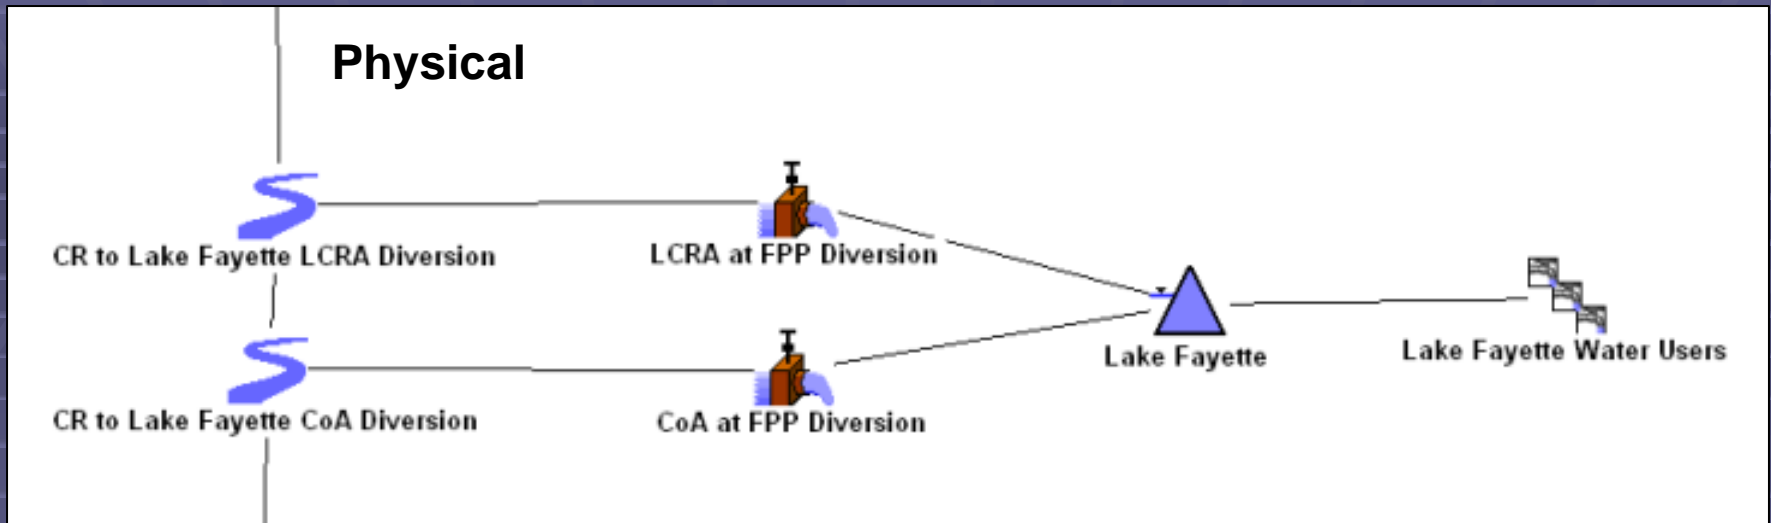 Physical
CR to Lake Fayette LCRA Diversion
LCRA at FPP Diversion
Lake Fayette
Lake Fayette Water Users
CR to Lake Fayette CoA Diversion
CoA at FPP Diversion